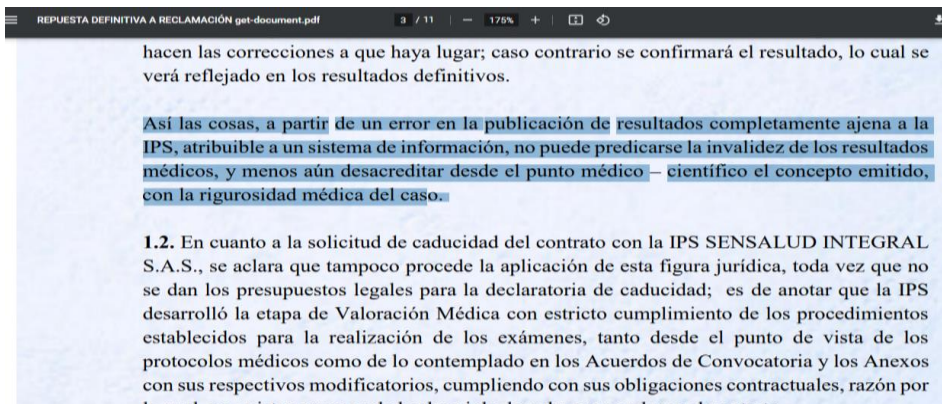 REPUESTA DEFINITIVA A RECLAMACIÓN get-document.pdf 3 / 11 | — 175% + |
hacen las correcciones a que haya lugar; caso contrario se confirmará el resultado, lo cual se
verá reflejado en los resultados definitivos.
Así las cosas, a partir de un error en la publicación de resultados completamente ajena a la
IPS, atribuible a un sistema de información, no puede predicarse la invalidez de los resultados
médicos, y menos aún desacreditar desde el punto médico – científico el concepto emitido,
con la rigurosidad médica del caso.
1.2. En cuanto a la solicitud de caducidad del contrato con la IPS SENSALUD INTEGRAL
S.A.S., se aclara que tampoco procede la aplicación de esta figura jurídica, toda vez que no
se dan los presupuestos legales para la declaratoria de caducidad; es de anotar que la IPS
desarrolló la etapa de Valoración Médica con estricto cumplimiento de los procedimientos
establecidos para la realización de los exámenes, tanto desde el punto de vista de los
protocolos médicos como de lo contemplado en los Acuerdos de Convocatoria y los Anexos
con sus respectivos modificatorios, cumpliendo con sus obligaciones contractuales, razón por